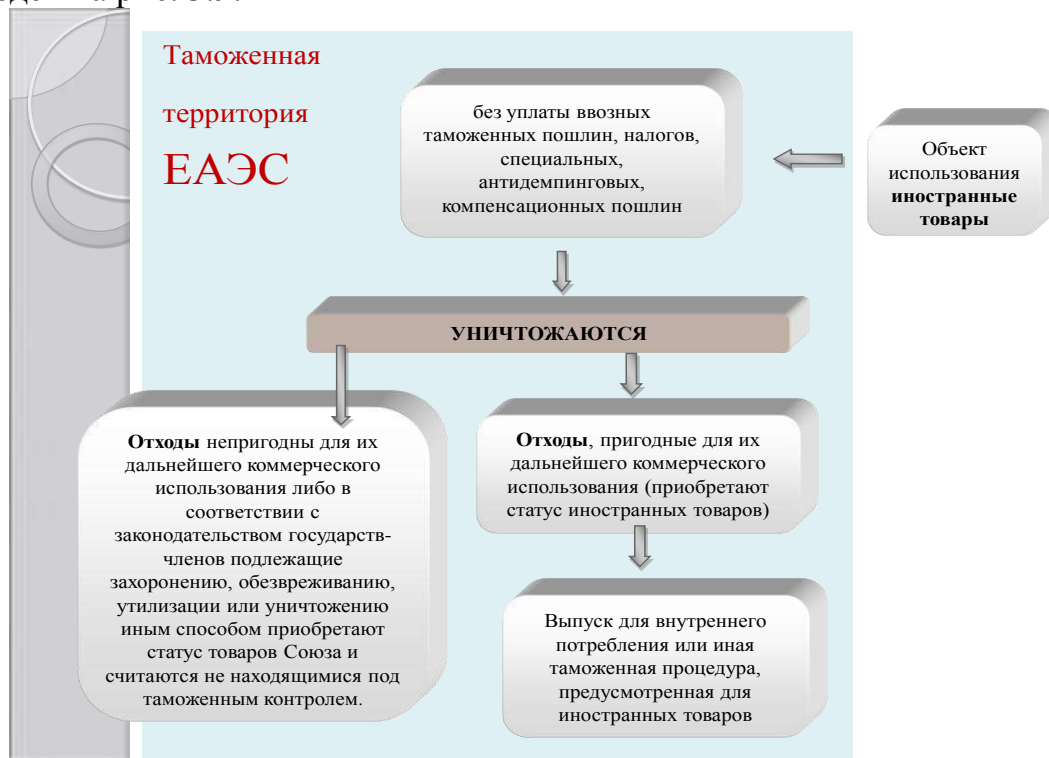 Таможенная
территория
ЕАЭС
без уплаты ввозных
таможенных пошлин, налогов,
специальных,
антидемпинговых,
компенсационных пошлин
Объект
использования
иностранные
товары
УНИЧТОЖАЮТСЯ
Отходы непригодны для их
дальнейшего коммерческого
использования либо в
соответствии с
законодательством государств-
членов подлежащие
захоронению, обезвреживанию,
утилизации или уничтожению
иным способом приобретают
статус товаров Союза и
считаются не находящимися под
таможенным контролем.
Отходы, пригодные для их
дальнейшего коммерческого
использования (приобретают
статус иностранных товаров)
Выпуск для внутреннего
потребления или иная
таможенная процедура,
предусмотренная для
иностранных товаров